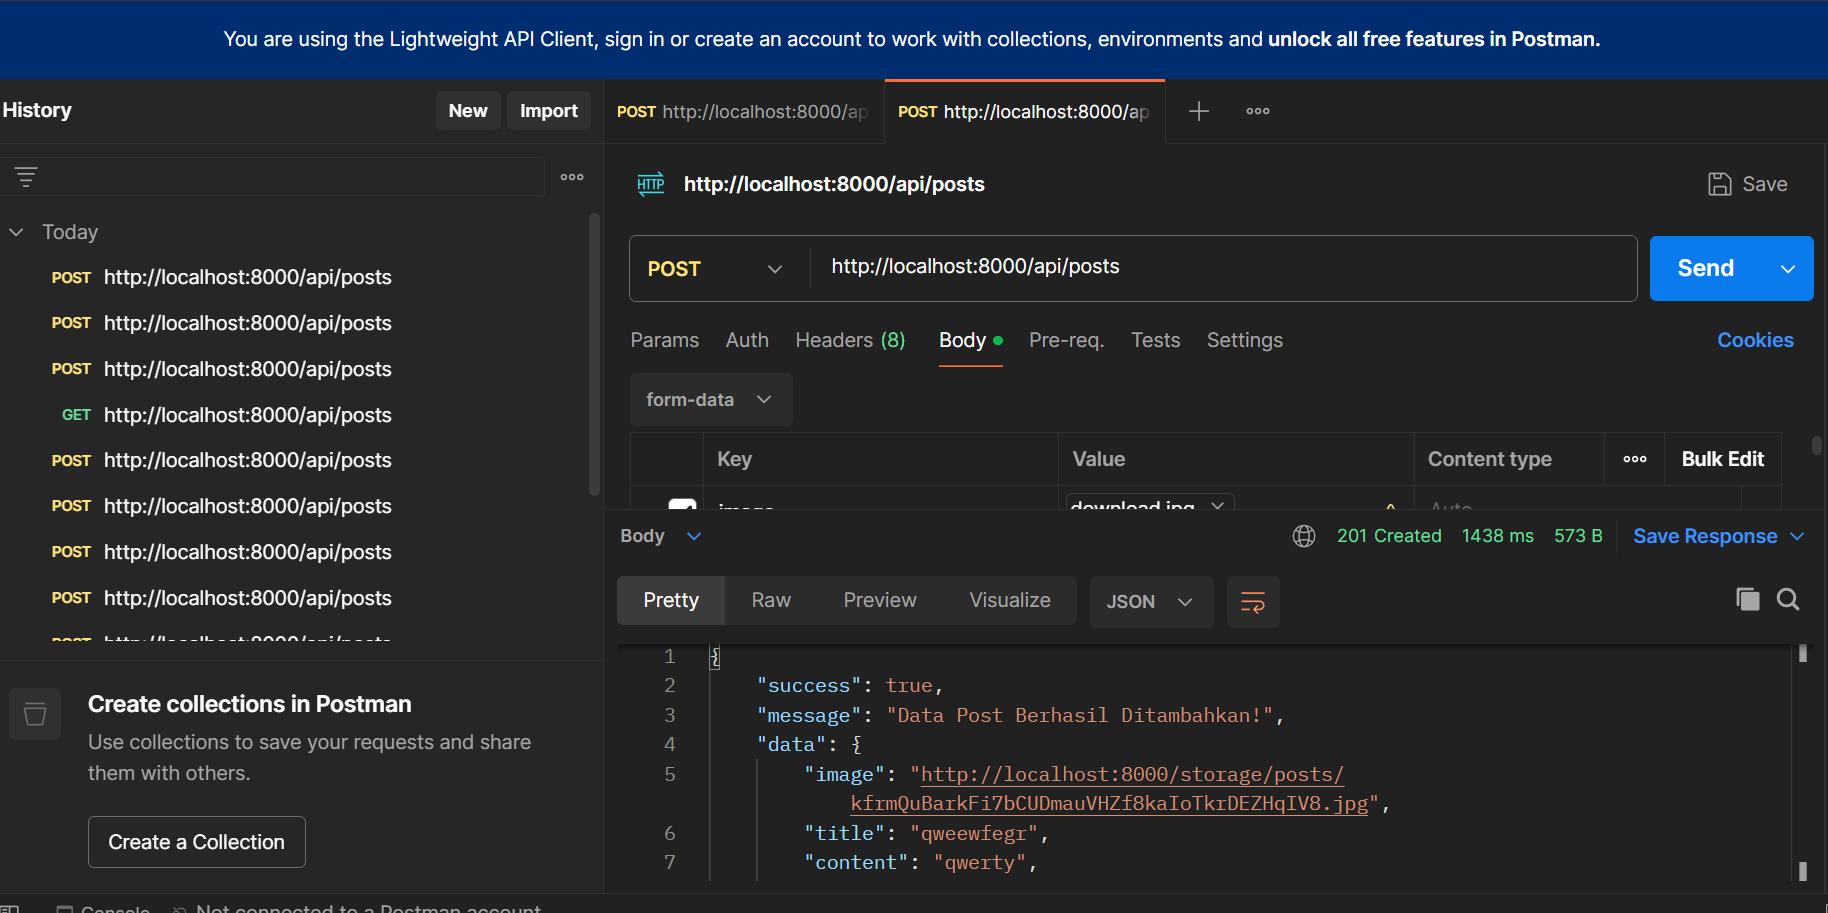 You are using the Lightweight API Client, sign in or create an account to work with collections, environments and unlock all free features in Postman.
History
New
Import
Today
POST http://localhost:8000/api/posts
POST http://localhost:8000/api/posts
POST http://localhost:8000/api/posts
GET http://localhost:8000/api/posts
POST http://localhost:8000/api/posts
POST http://localhost:8000/api/posts
POST http://localhost:8000/api/posts
POST http://localhost:8000/api/posts
POST http://localhost:8000/api/posts
Create collections in Postman
Use collections to save your requests and share
them with others.
Create a Collection
POST http://localhost:8000/ap
POST http://localhost:8000/ap
HTTP http://localhost:8000/api/posts
Save
POST http://localhost:8000/api/posts
Send
Params Auth Headers (8) Body Pre-req. Tests Settings Cookies
form-data
Key Value Content type Bulk Edit
image download.jpg Auto
Body 201 Created 1438 ms 573 B Save Response
Pretty Raw Preview Visualize JSON
1 {
2 "success": true,
3 "message": "Data Post Berhasil Ditambahkan!",
4 "data": {
5 "image": "http://localhost:8000/storage/posts/
kfrmQuBarkFi7bCUDmauVHZf8kaIoTkrDEZHqIV8.jpg",
6 "title": "qweewfegr",
7 "content": "qwerty",
Console Not connected to a Postman account